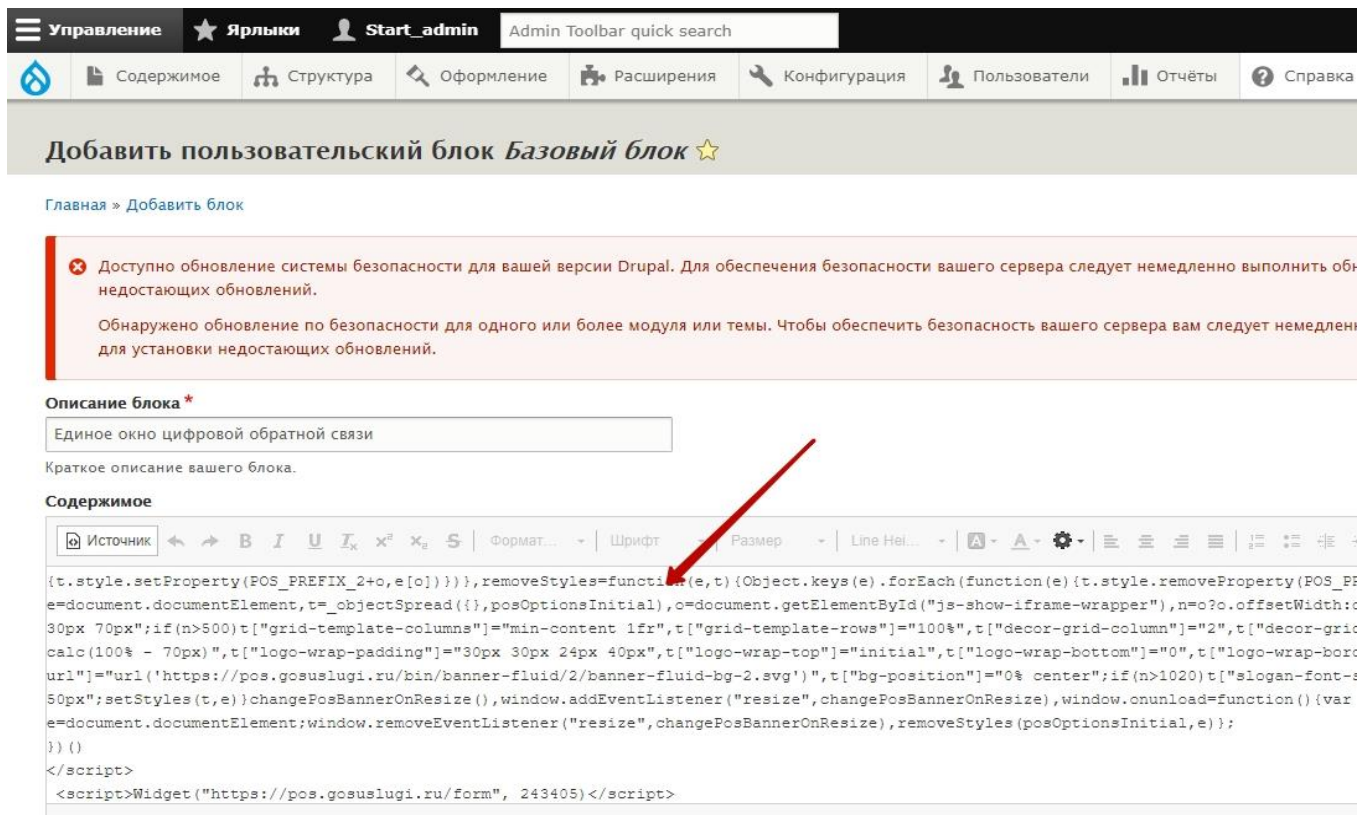 Управление Ярлыки Start_admin Admin Toolbar quick search
Содержимое Структура Оформление Расширения Конфигурация Пользователи Отчёты Справка
Добавить пользовательский блок Базовый блок
Главная » Добавить блок
Доступно обновление системы безопасности для вашей версии Drupal. Для обеспечения безопасности вашего сервера следует немедленно выполнить обн
недостающих обновлений.
Обнаружено обновление по безопасности для одного или более модуля или темы. Чтобы обеспечить безопасность вашего сервера вам следует немедленн
для установки недостающих обновлений.
Описание блока *
Единое окно цифровой обратной связи
Краткое описание вашего блока.
Содержимое
Источник B I U Tx x² x₂ S Формат... Шрифт Размер Line Hei... A A
{t.style.setProperty(POS_PREFIX_2+o,e[o])})},removeStyles=function(e,t){Object.keys(e).forEach(function(e){t.style.removeProperty(POS_PR
e=document.documentElement,t=_objectSpread({},posOptionsInitial),o=document.getElementById("js-show-iframe-wrapper"),n=o?o.offsetWidth:
30px 70px";if(n>500)t["grid-template-columns"]="min-content 1fr",t["grid-template-rows"]="100%",t["decor-grid-column"]="2",t["decor-grid
calc(100% - 70px)",t["logo-wrap-padding"]="30px 30px 24px 40px",t["logo-wrap-top"]="initial",t["logo-wrap-bottom"]="0",t["logo-wrap-bord
url"]="url('https://pos.gosuslugi.ru/bin/banner-fluid/2/banner-fluid-bg-2.svg')",t["bg-position"]="0% center";if(n>1020)t["slogan-font-s
50px";setStyles(t,e)}changePosBannerOnResize(),window.addEventListener("resize",changePosBannerOnResize),window.onunload=function(){var
e=document.documentElement;window.removeEventListener("resize",changePosBannerOnResize),removeStyles(posOptionsInitial,e)};
})()
</script>
<script>Widget("https://pos.gosuslugi.ru/form", 243405)</script>